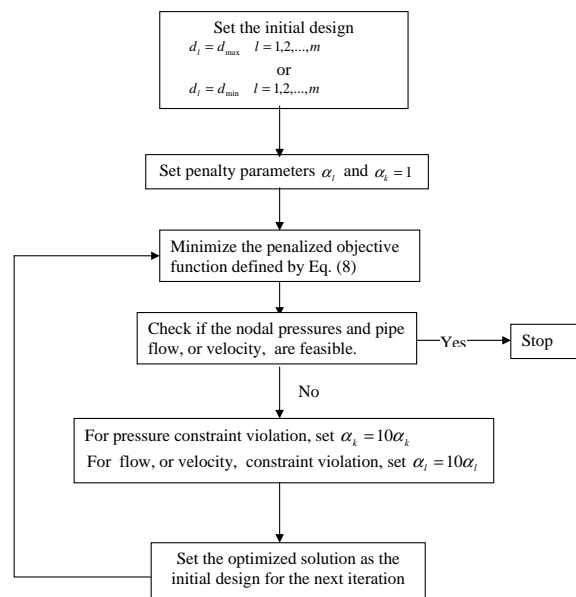 Set the initial design
d_l = d_max   l = 1,2,...,m
or
d_l = d_min   l = 1,2,...,m
Set penalty parameters α_l and α_k = 1
Minimize the penalized objective
function defined by Eq. (8)
Check if the nodal pressures and pipe
flow, or velocity, are feasible.
Yes
Stop
No
For pressure constraint violation, set α_k = 10α_k
For flow, or velocity, constraint violation, set α_l = 10α_l
Set the optimized solution as the
initial design for the next iteration